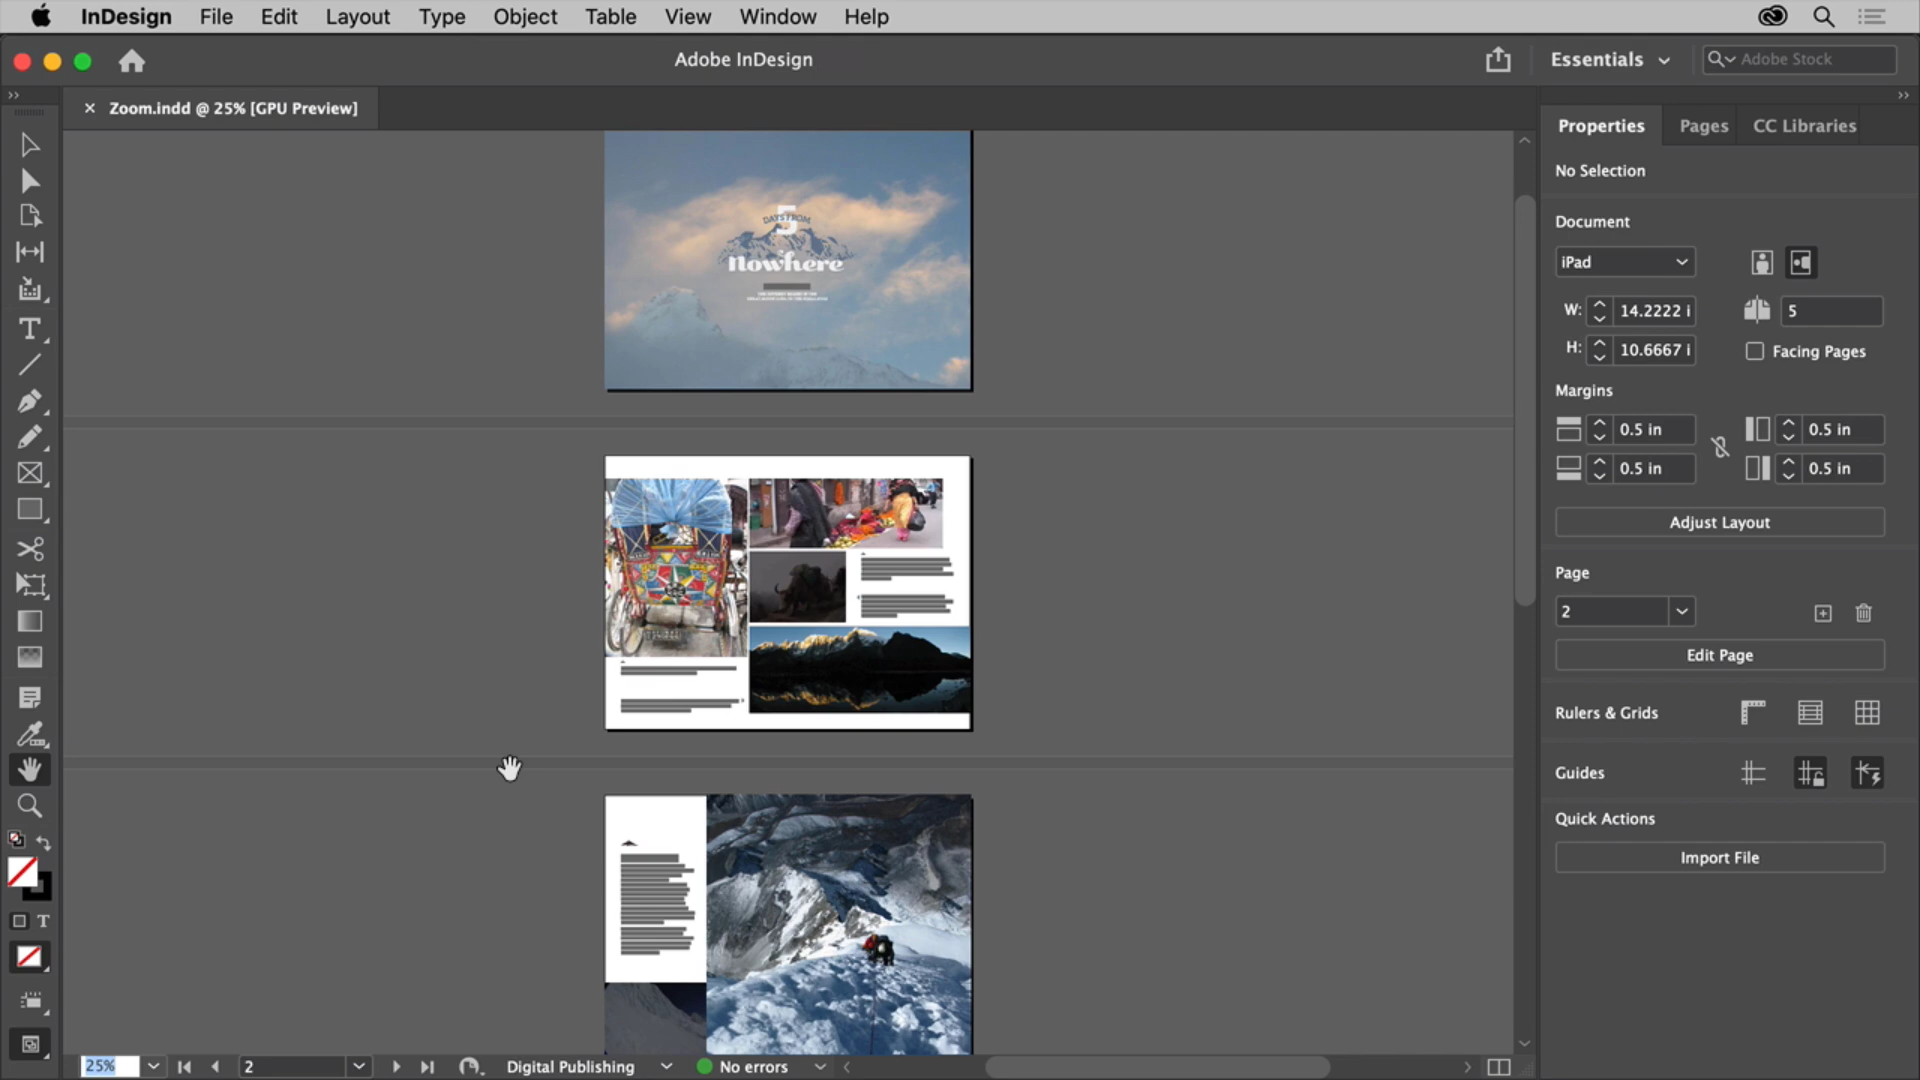 InDesign File Edit Layout Type Object Table View Window Help
Adobe InDesign
Essentials
Adobe Stock
Zoom.indd @ 25% [GPU Preview]
Properties Pages CC Libraries
No Selection
Document
iPad
W: 14.2222 i
5
H: 10.6667 i
Facing Pages
Margins
0.5 in 0.5 in
0.5 in 0.5 in
Adjust Layout
Page
2
Edit Page
Rulers & Grids
Guides
Quick Actions
Import File
5
DAYS FROM
Nowhere
25% 2 Digital Publishing No errors